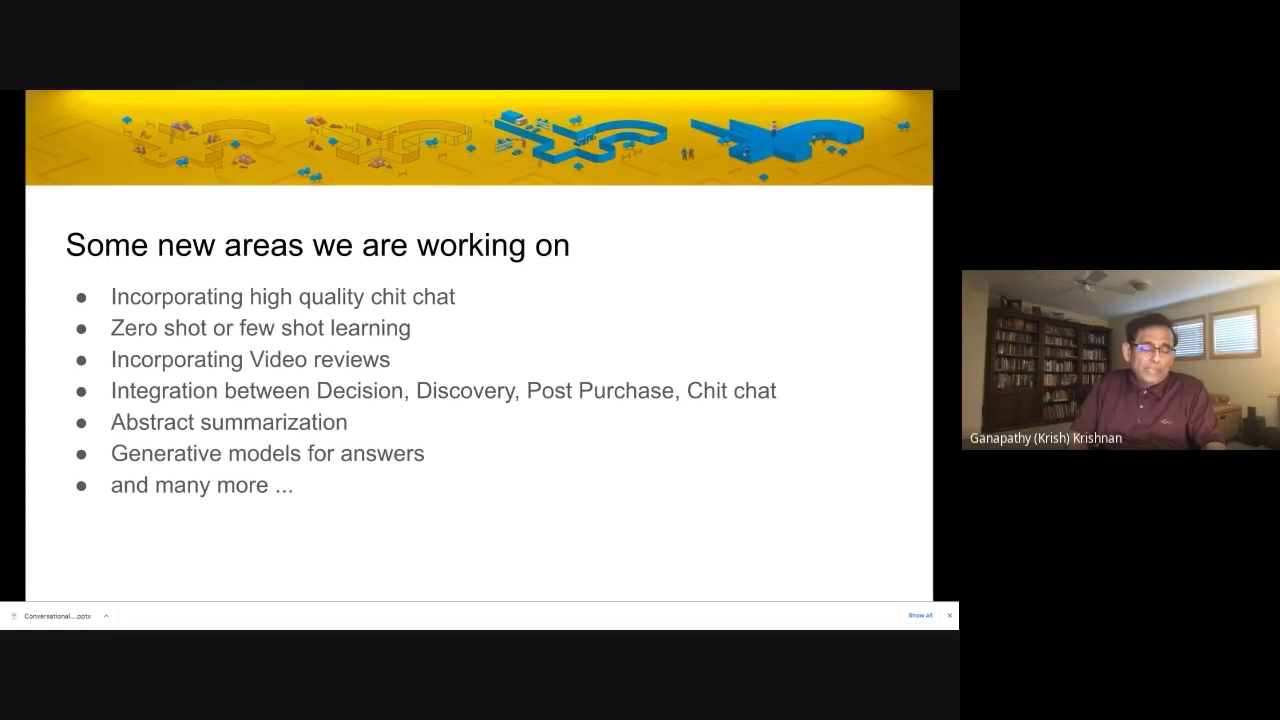 Some new areas we are working on
● Incorporating high quality chit chat
● Zero shot or few shot learning
● Incorporating Video reviews
● Integration between Decision, Discovery, Post Purchase, Chit chat
● Abstract summarization
● Generative models for answers
● and many more ...
Ganapathy (Krish) Krishnan
Conversational....pptx
Show all